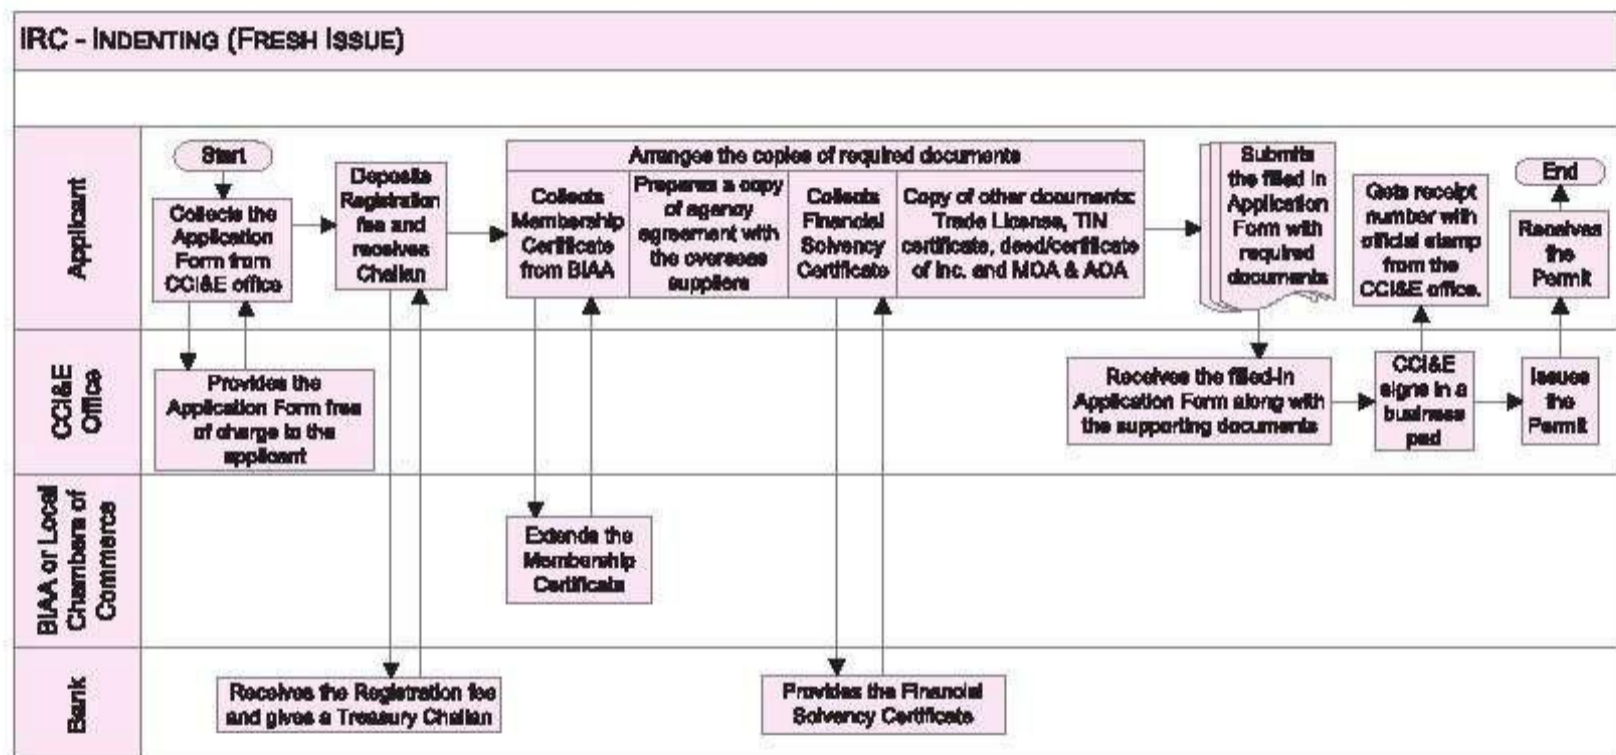 IRC - INDENTING (FRESH ISSUE)
Applicant
Start
Collects the
Application
Form from
CCI&E office
Deposits
Registration
fee and
receives
Challan
Arranges the copies of required documents
Collects
Membership
Certificate
from BIAA
Prepares a copy
of agency
agreement with
the overseas
suppliers
Collects
Financial
Solvency
Certificate
Copy of other documents:
Trade License, TIN
certificate, deed/certificate
of Inc. and MOA & AOA
Submits
the filled in
Application
Form with
required
documents
Gets receipt
number with
official stamp
from the
CCI&E office.
End
Receives
the
Permit
CCI&E
Office
Provides the
Application Form free
of charge to the
applicant
Receives the filled-in
Application Form along with
the supporting documents
CCI&E
signs in a
business
pad
Issues
the
Permit
BIAA or Local
Chambers of
Commerce
Extends the
Membership
Certificate
Bank
Receives the Registration fee
and gives a Treasury Challan
Provides the Financial
Solvency Certificate